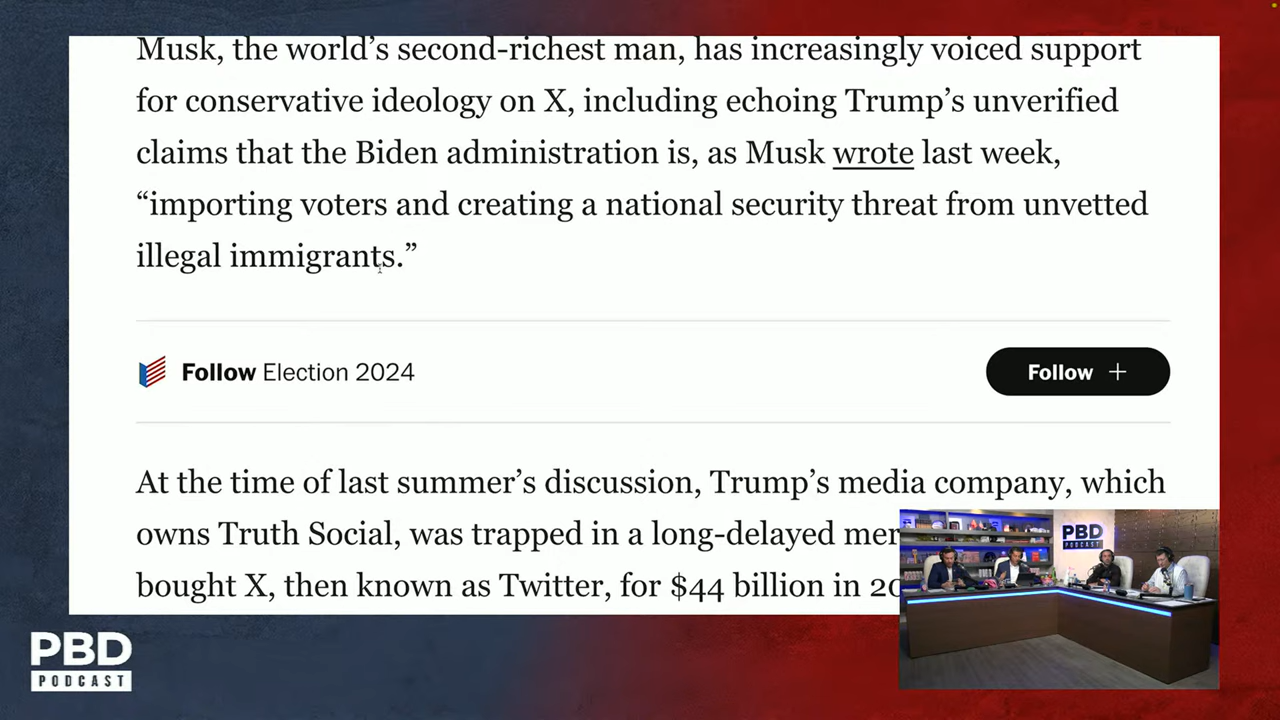 Musk, the world’s second-richest man, has increasingly voiced support
for conservative ideology on X, including echoing Trump’s unverified
claims that the Biden administration is, as Musk wrote last week,
“importing voters and creating a national security threat from unvetted
illegal immigrants.”
Follow Election 2024
Follow +
At the time of last summer’s discussion, Trump’s media company, which
owns Truth Social, was trapped in a long-delayed mer
bought X, then known as Twitter, for $44 billion in 20
PBD
PODCAST
PBD
PODCAST